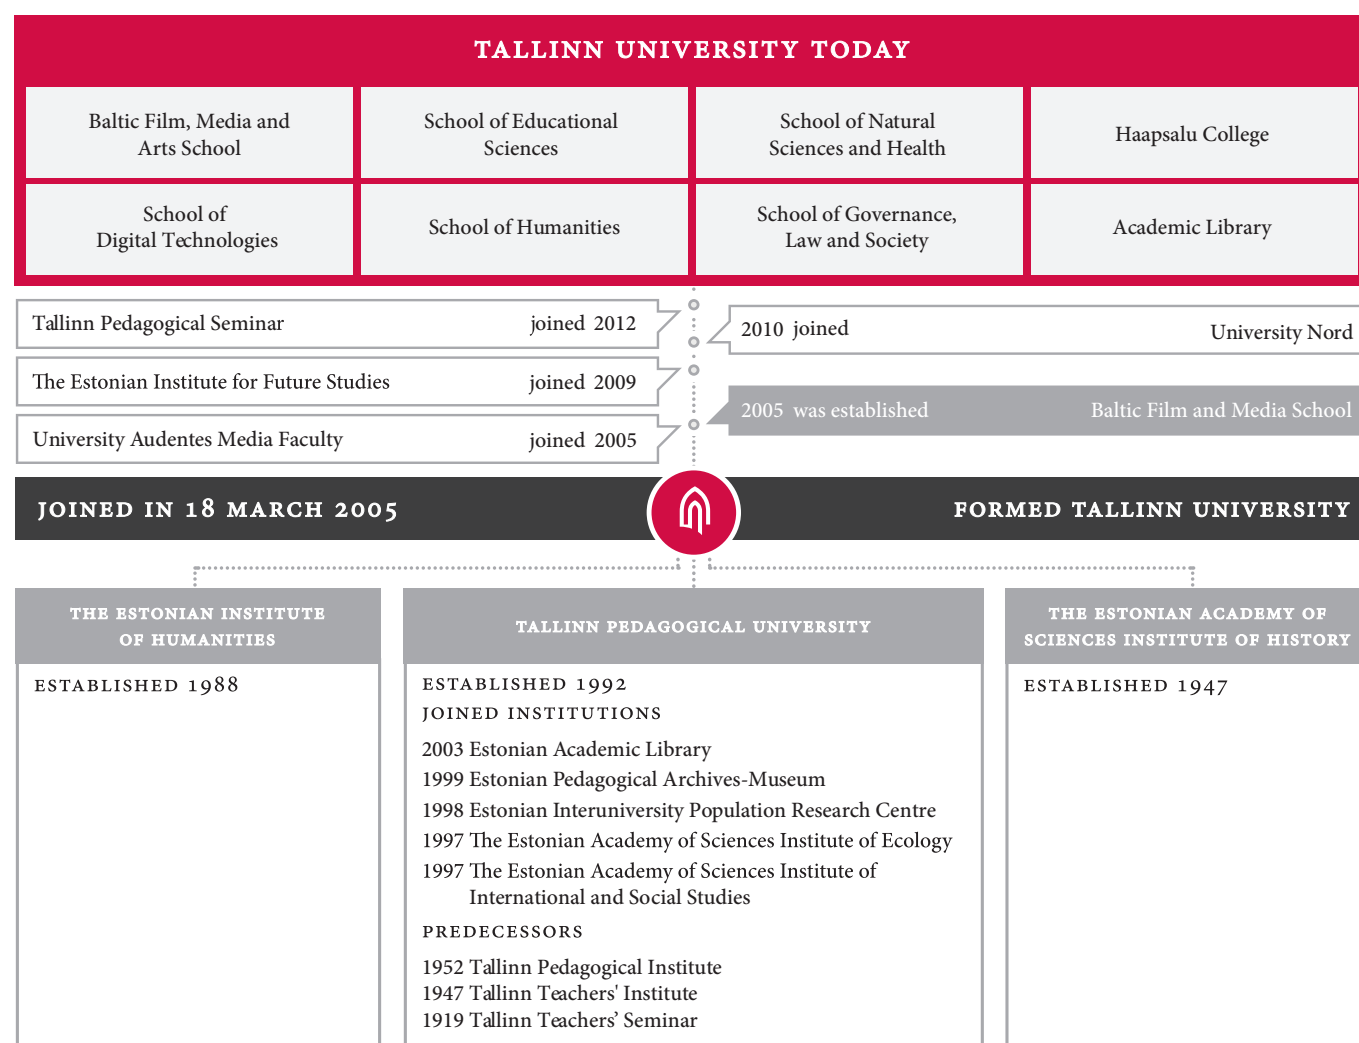 TALLINN UNIVERSITY TODAY
Baltic Film, Media and
Arts School
School of Educational
Sciences
School of Natural
Sciences and Health
Haapsalu College
School of
Digital Technologies
School of Humanities
School of Governance,
Law and Society
Academic Library
Tallinn Pedagogical Seminar joined 2012
2010 joined University Nord
The Estonian Institute for Future Studies joined 2009
2005 was established Baltic Film and Media School
University Audentes Media Faculty joined 2005
JOINED IN 18 MARCH 2005 FORMED TALLINN UNIVERSITY
THE ESTONIAN INSTITUTE
OF HUMANITIES
ESTABLISHED 1988
TALLINN PEDAGOGICAL UNIVERSITY
ESTABLISHED 1992
JOINED INSTITUTIONS
2003 Estonian Academic Library
1999 Estonian Pedagogical Archives-Museum
1998 Estonian Interuniversity Population Research Centre
1997 The Estonian Academy of Sciences Institute of Ecology
1997 The Estonian Academy of Sciences Institute of
International and Social Studies
PREDECESSORS
1952 Tallinn Pedagogical Institute
1947 Tallinn Teachers' Institute
1919 Tallinn Teachers’ Seminar
THE ESTONIAN ACADEMY OF
SCIENCES INSTITUTE OF HISTORY
ESTABLISHED 1947